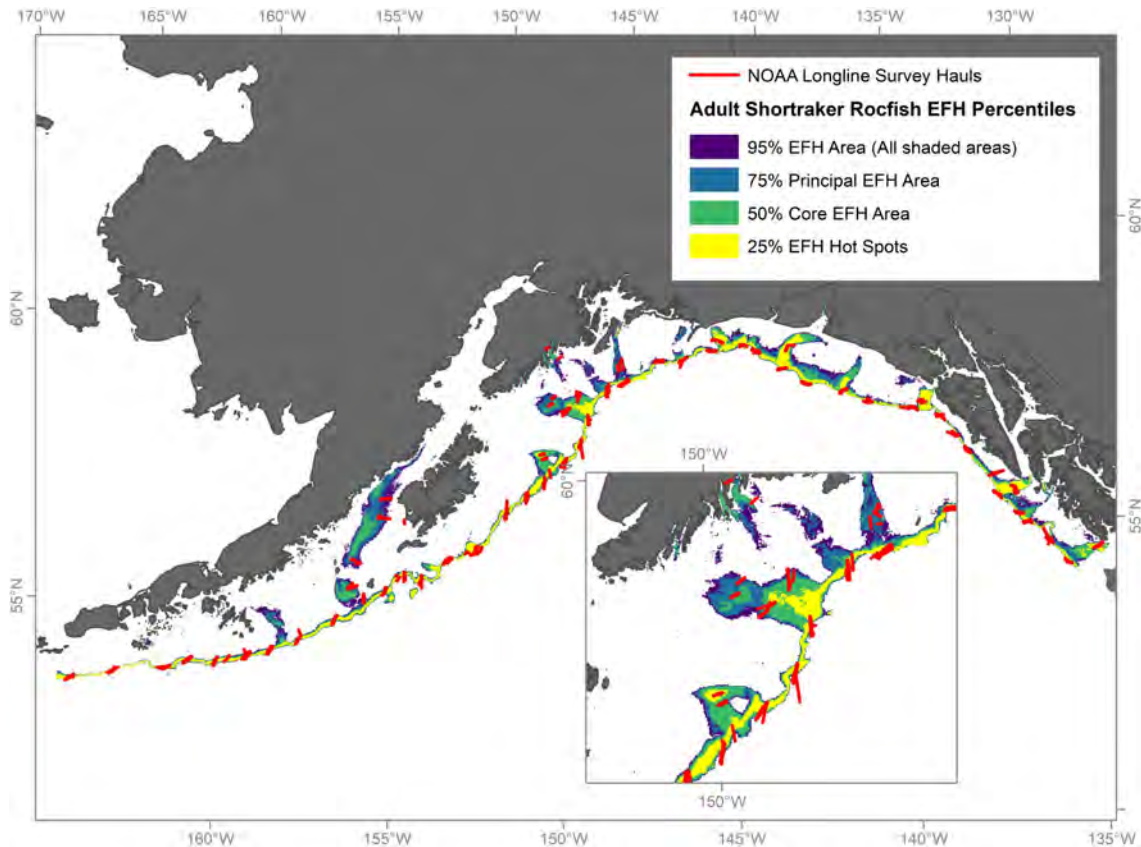 170°W 165°W 160°W 155°W 150°W 145°W 140°W 135°W 130°W
NOAA Longline Survey Hauls
Adult Shortraker Rocfish EFH Percentiles
95% EFH Area (All shaded areas)
75% Principal EFH Area
50% Core EFH Area
25% EFH Hot Spots
60°N
60°N
150°W
60°N
55°N
55°N
150°W
160°W 155°W 150°W 145°W 140°W 135°W